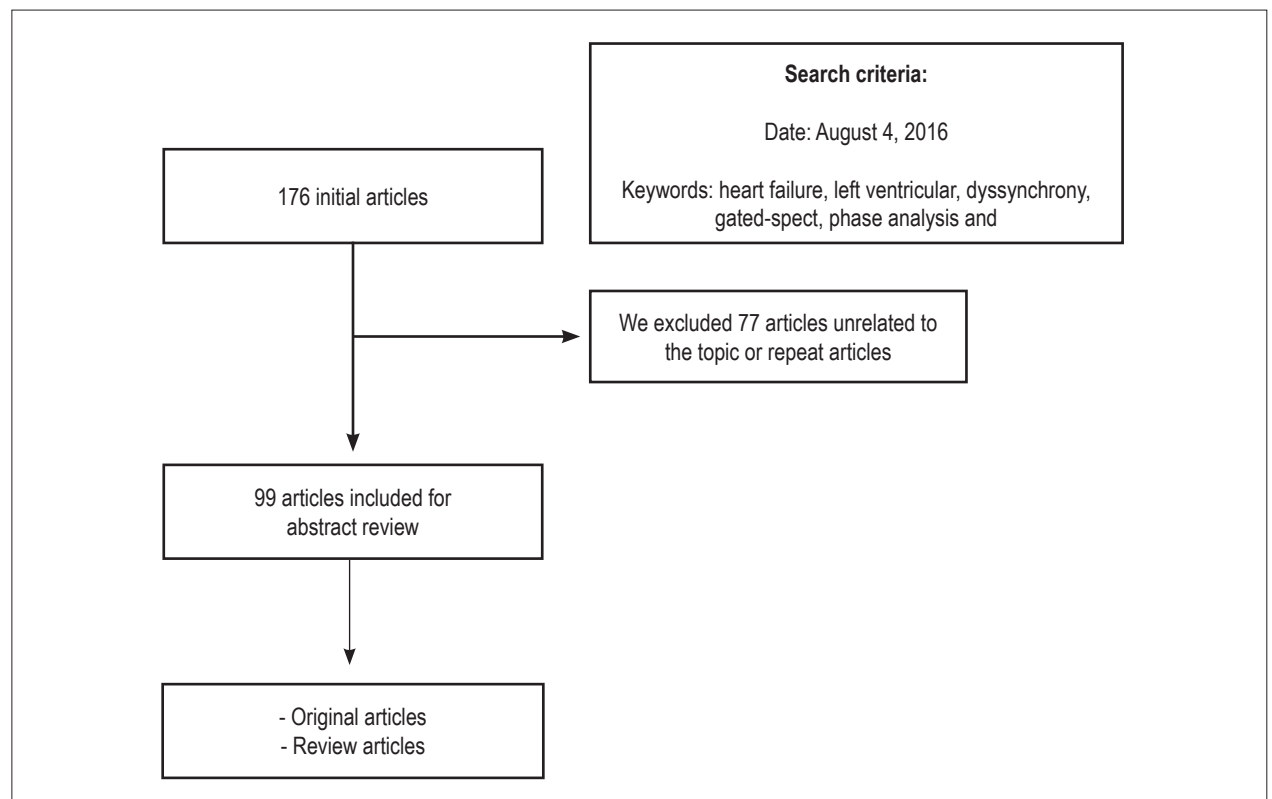 Search criteria:
Date: August 4, 2016
Keywords: heart failure, left ventricular, dyssynchrony,
gated-spect, phase analysis and
176 initial articles
We excluded 77 articles unrelated to
the topic or repeat articles
99 articles included for
abstract review
- Original articles
- Review articles